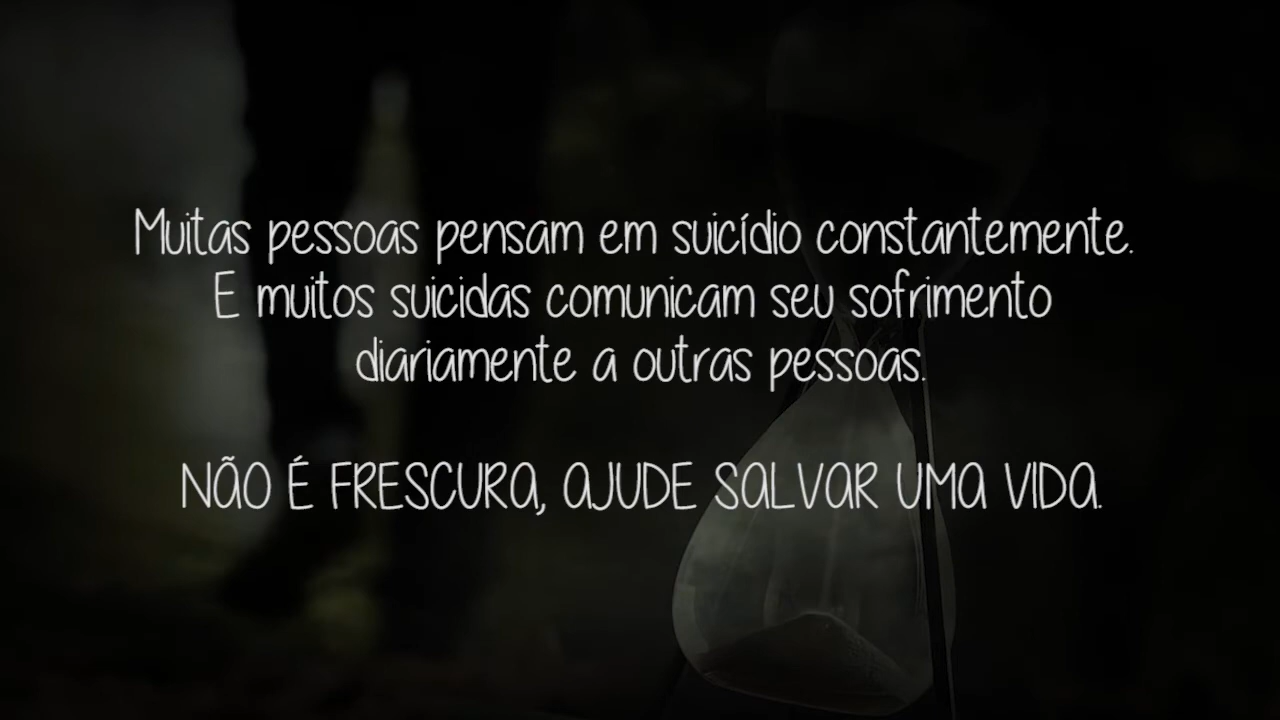 Muitas pessoas pensam em suicídio constantemente.
E muitos suicidas comunicam seu sofrimento
diariamente a outras pessoas.
NÃO É FRESCURA, AJUDE SALVAR UMA VIDA.